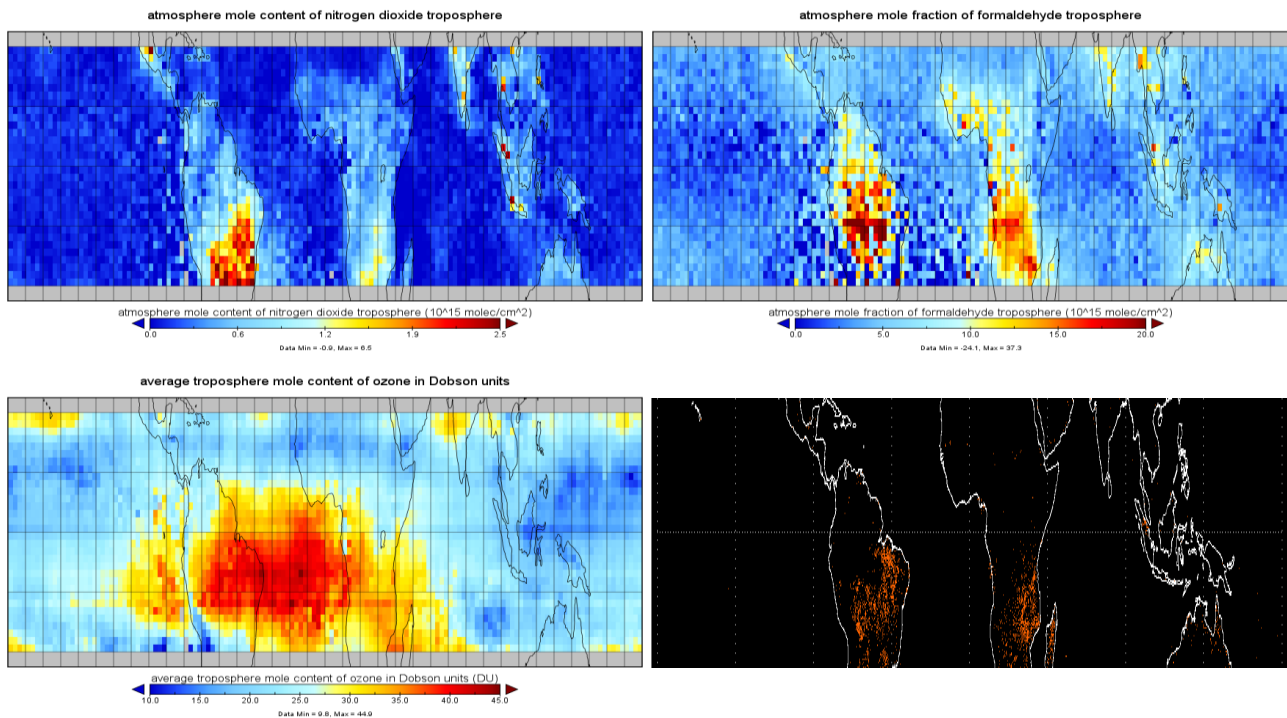 atmosphere mole content of nitrogen dioxide troposphere
atmosphere mole content of nitrogen dioxide troposphere (10^15 molec/cm^2)
0.0 0.6 1.2 1.9 2.5
Data Min = -0.9, Max = 6.5
atmosphere mole fraction of formaldehyde troposphere
atmosphere mole fraction of formaldehyde troposphere (10^15 molec/cm^2)
0.0 5.0 10.0 15.0 20.0
Data Min = -24.1, Max = 37.3
average troposphere mole content of ozone in Dobson units
average troposphere mole content of ozone in Dobson units (DU)
10.0 15.0 20.0 25.0 30.0 35.0 40.0 45.0
Data Min = 9.8, Max = 44.9